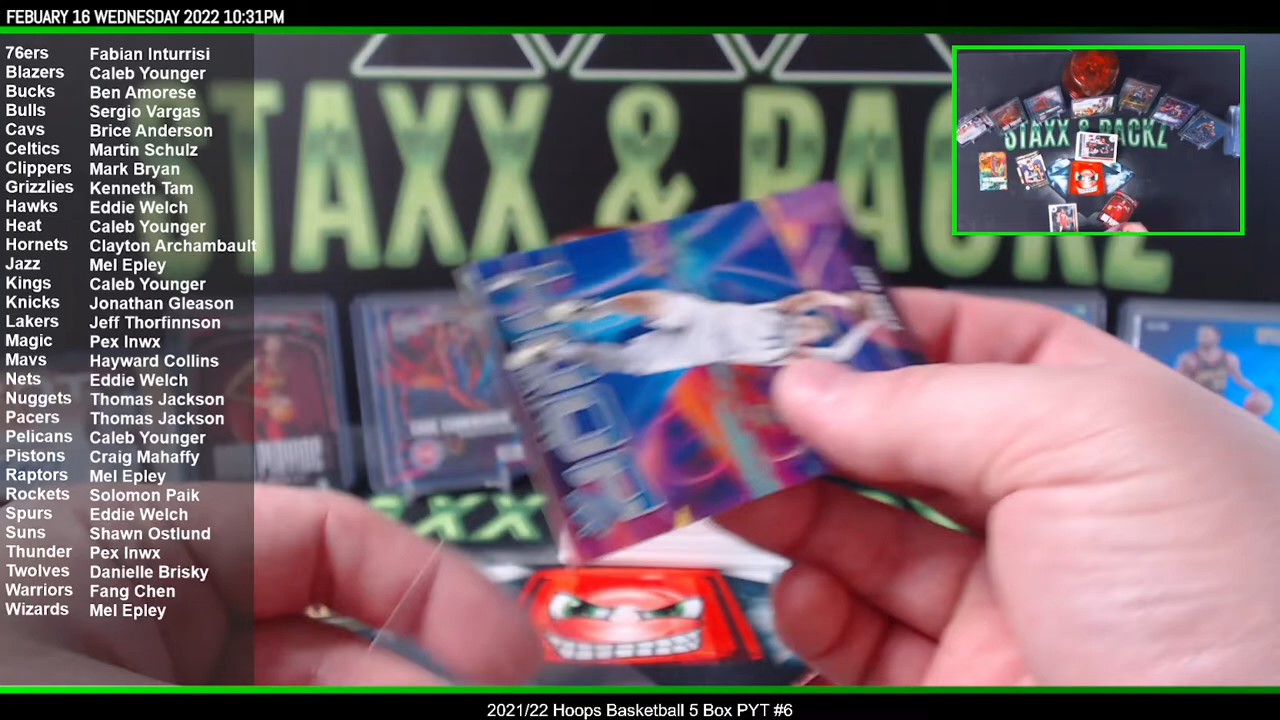 FEBUARY 16 WEDNESDAY 2022 10:31PM
76ers Fabian Inturrisi
Blazers Caleb Younger
Bucks Ben Amorese
Bulls Sergio Vargas
Cavs Brice Anderson
Celtics Martin Schulz
Clippers Mark Bryan
Grizzlies Kenneth Tam
Hawks Eddie Welch
Heat Caleb Younger
Hornets Clayton Archambault
Jazz Mel Epley
Kings Caleb Younger
Knicks Jonathan Gleason
Lakers Jeff Thorfinnson
Magic Pex Inwx
Mavs Hayward Collins
Nets Eddie Welch
Nuggets Thomas Jackson
Pacers Thomas Jackson
Pelicans Caleb Younger
Pistons Craig Mahaffy
Raptors Mel Epley
Rockets Solomon Paik
Spurs Eddie Welch
Suns Shawn Ostlund
Thunder Pex Inwx
Twolves Danielle Brisky
Warriors Fang Chen
Wizards Mel Epley
STAXX & PACKZ
STAXX & PACKZ
2021/22 Hoops Basketball 5 Box PYT #6